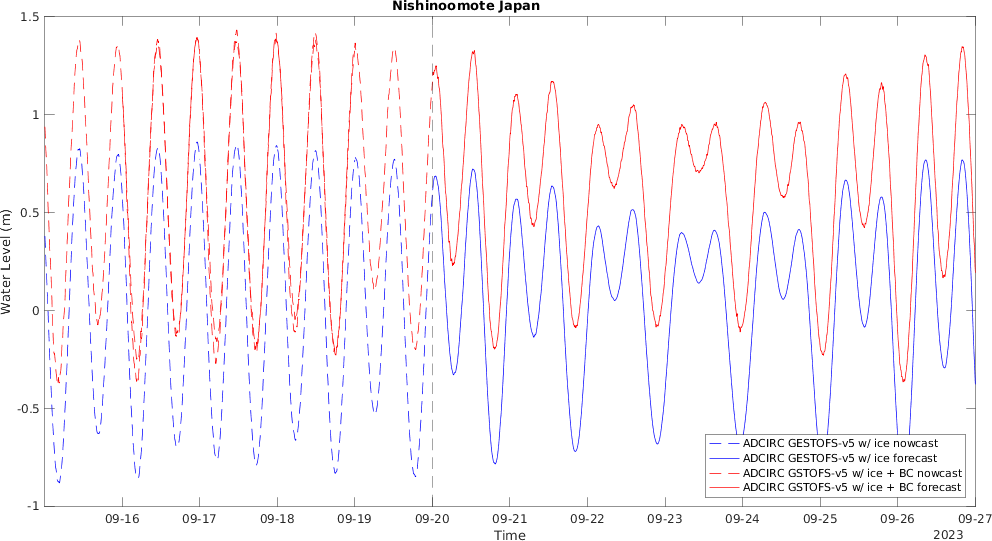 Nishinoomote Japan
1.5
1
0.5
0
-0.5
-1
Water Level (m)
09-16 09-17 09-18 09-19 09-20 09-21 09-22 09-23 09-24 09-25 09-26 09-27
Time
2023
ADCIRC GESTOFS-v5 w/ ice nowcast
ADCIRC GESTOFS-v5 w/ ice forecast
ADCIRC GSTOFS-v5 w/ ice + BC nowcast
ADCIRC GSTOFS-v5 w/ ice + BC forecast